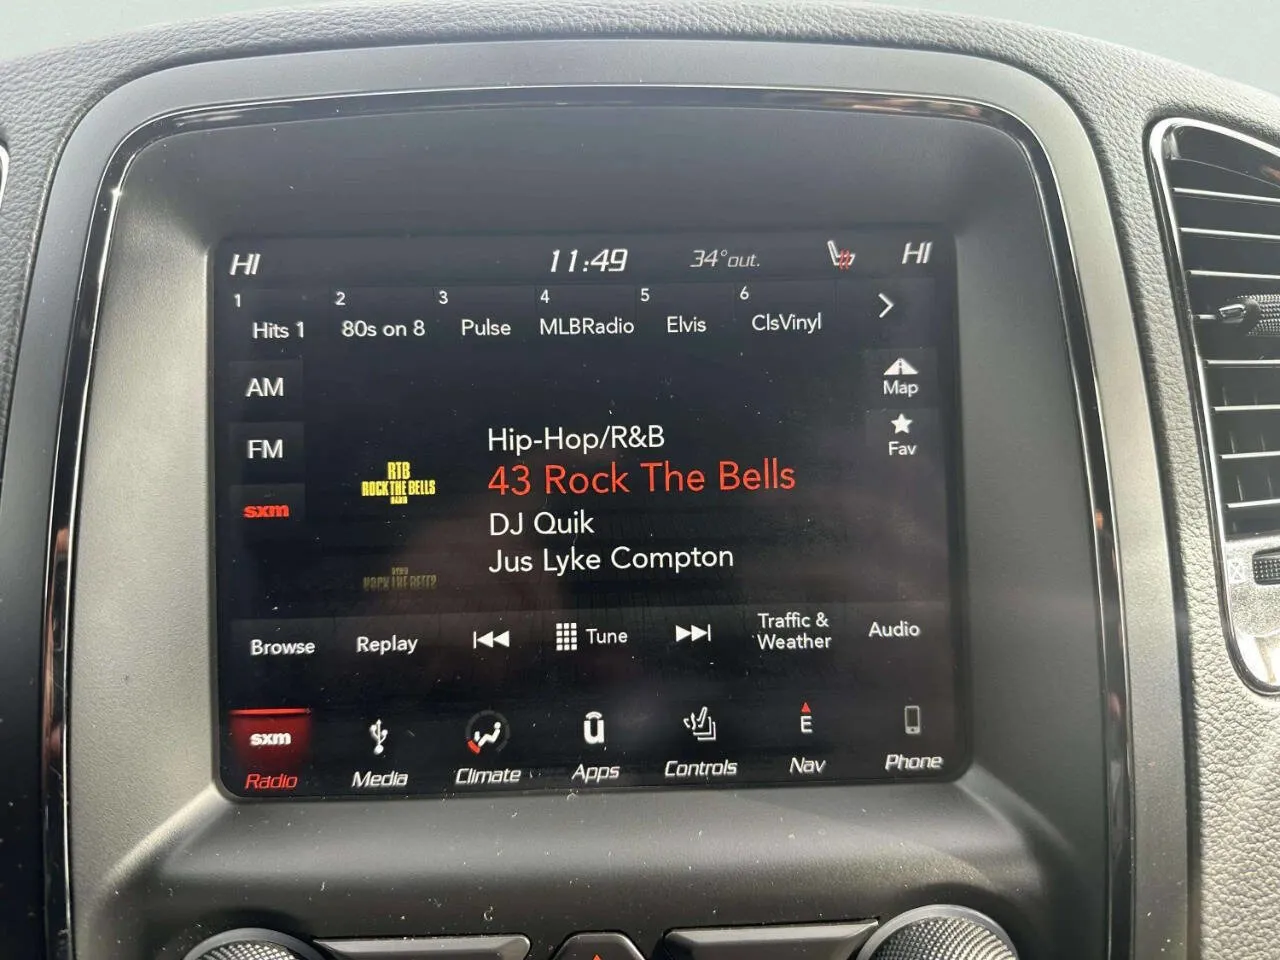 HI 11:49 34°out. HI
1 2 3 4 5 6
Hits 1 80s on 8 Pulse MLBRadio Elvis ClsVinyl
AM
Map
FM
Fav
sxm
RTB
ROCK THE BELLS
RADIO
Hip-Hop/R&B
43 Rock The Bells
DJ Quik
Jus Lyke Compton
Browse Replay Tune Traffic & Weather Audio
sxm E
Radio Media Climate Apps Controls Nav Phone